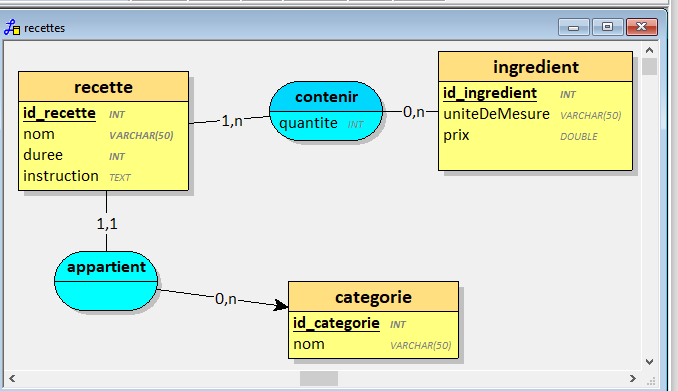 recettes
recette
id_recette INT
nom VARCHAR(50)
duree INT
instruction TEXT
1,n
contenir
quantite INT
0,n
ingredient
id_ingredient INT
uniteDeMesure VARCHAR(50)
prix DOUBLE
1,1
appartient
0,n
categorie
id_categorie INT
nom VARCHAR(50)